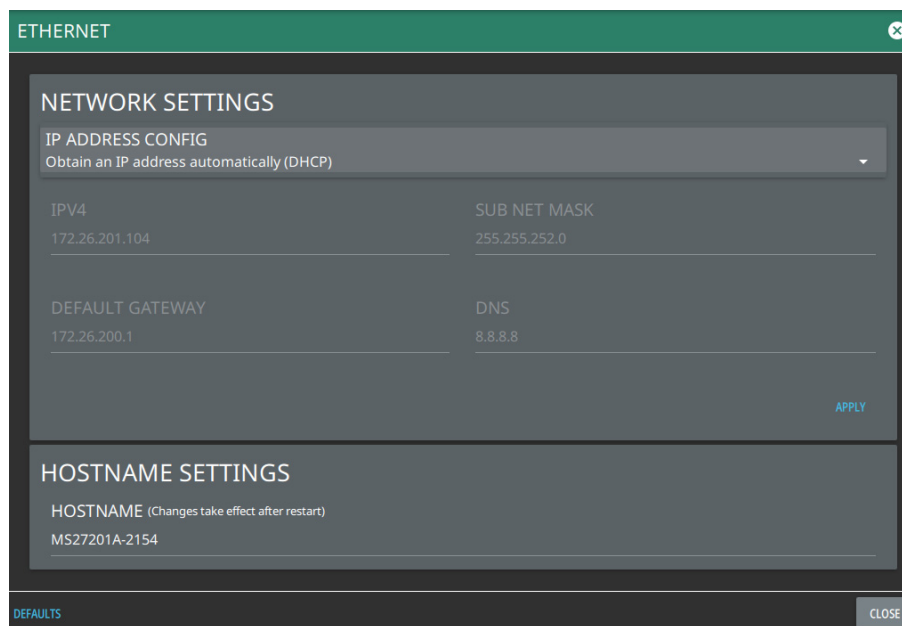 ETHERNET
NETWORK SETTINGS
IP ADDRESS CONFIG
Obtain an IP address automatically (DHCP)
IPV4
SUB NET MASK
172.26.201.104
255.255.252.0
DEFAULT GATEWAY
DNS
172.26.200.1
8.8.8.8
APPLY
HOSTNAME SETTINGS
HOSTNAME (Changes take effect after restart)
MS27201A-2154
DEFAULTS
CLOSE